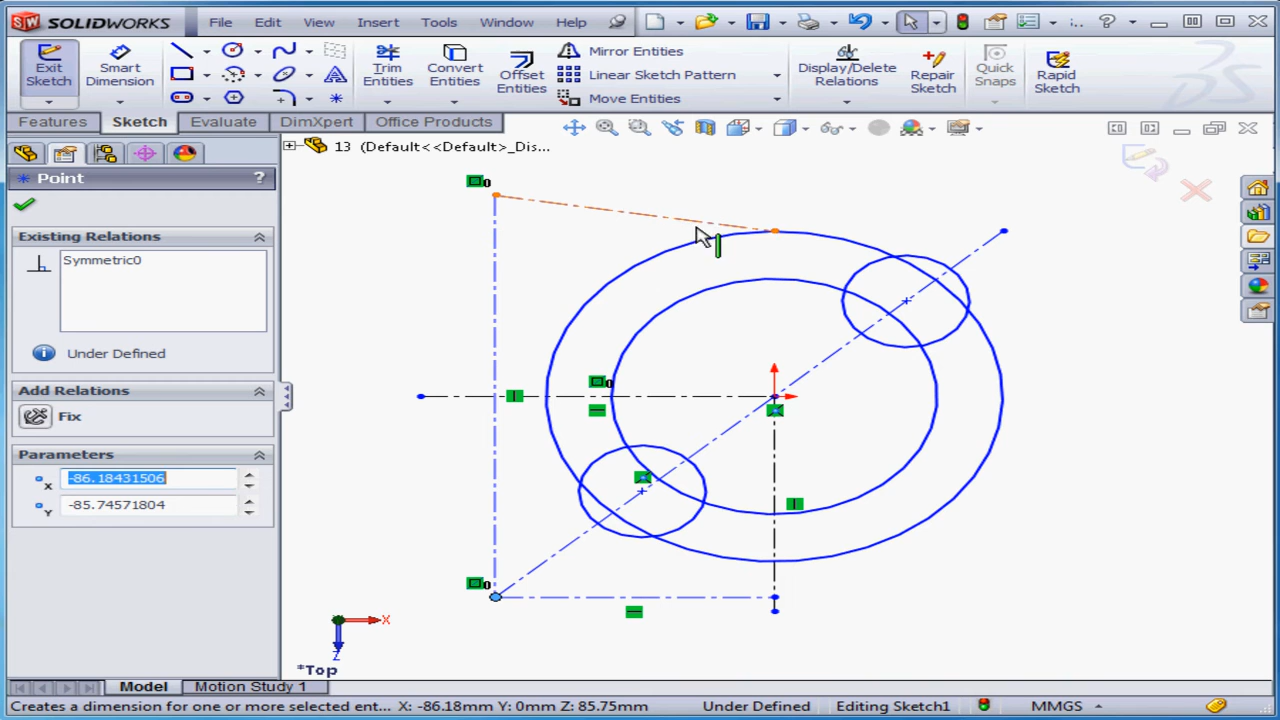 SW SOLIDWORKS File Edit View Insert Tools Window Help
Exit Sketch
Smart Dimension
Trim Entities
Convert Entities
Offset Entities
Mirror Entities
Linear Sketch Pattern
Move Entities
Display/Delete Relations
Repair Sketch
Quick Snaps
Rapid Sketch
Features Sketch Evaluate DimXpert Office Products
13 (Default<<Default>_Dis...
Point ?
Existing Relations
Symmetric0
Under Defined
Add Relations
Fix
Parameters
X -86.18431506
Y -85.74571804
0
0
0
X
Z
*Top
Model Motion Study 1
Creates a dimension for one or more selected ent... X: -86.18mm Y: 0mm Z: 85.75mm Under Defined Editing Sketch1 MMGS